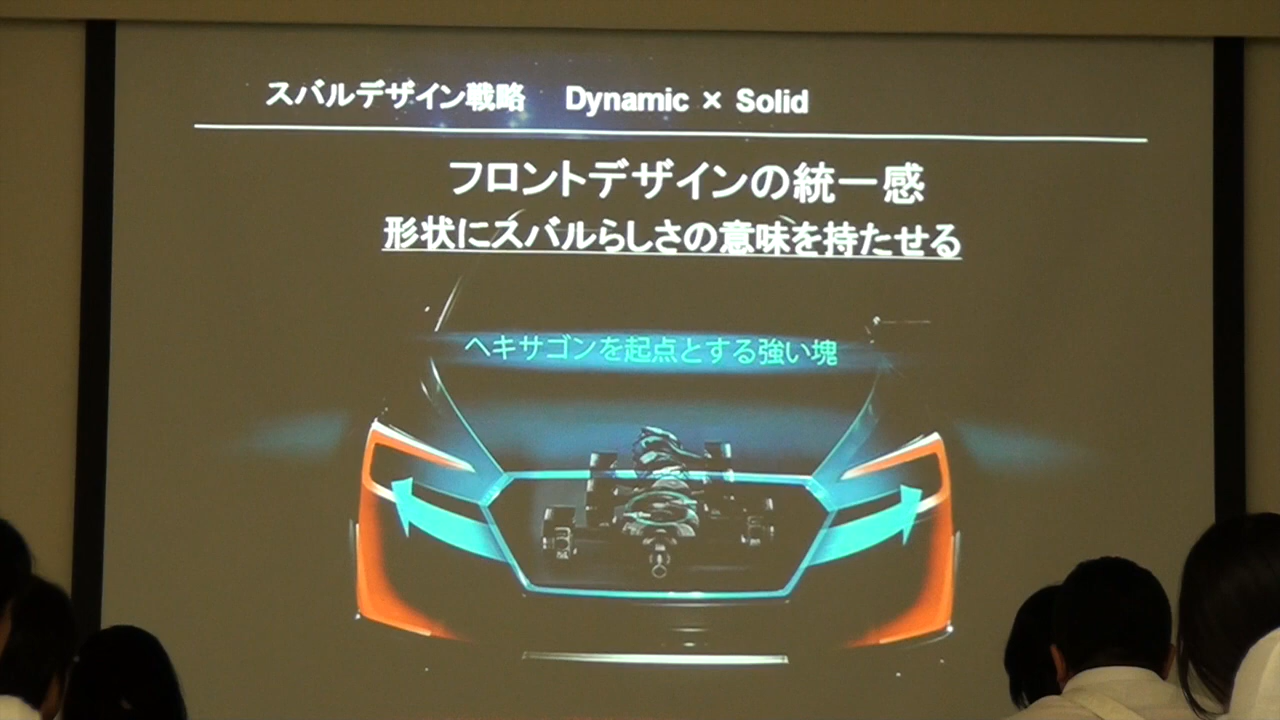 スバルデザイン戦略 Dynamic × Solid
フロントデザインの統一感
形状にスバルらしさの意味を持たせる
ヘキサゴンを起点とする強い塊